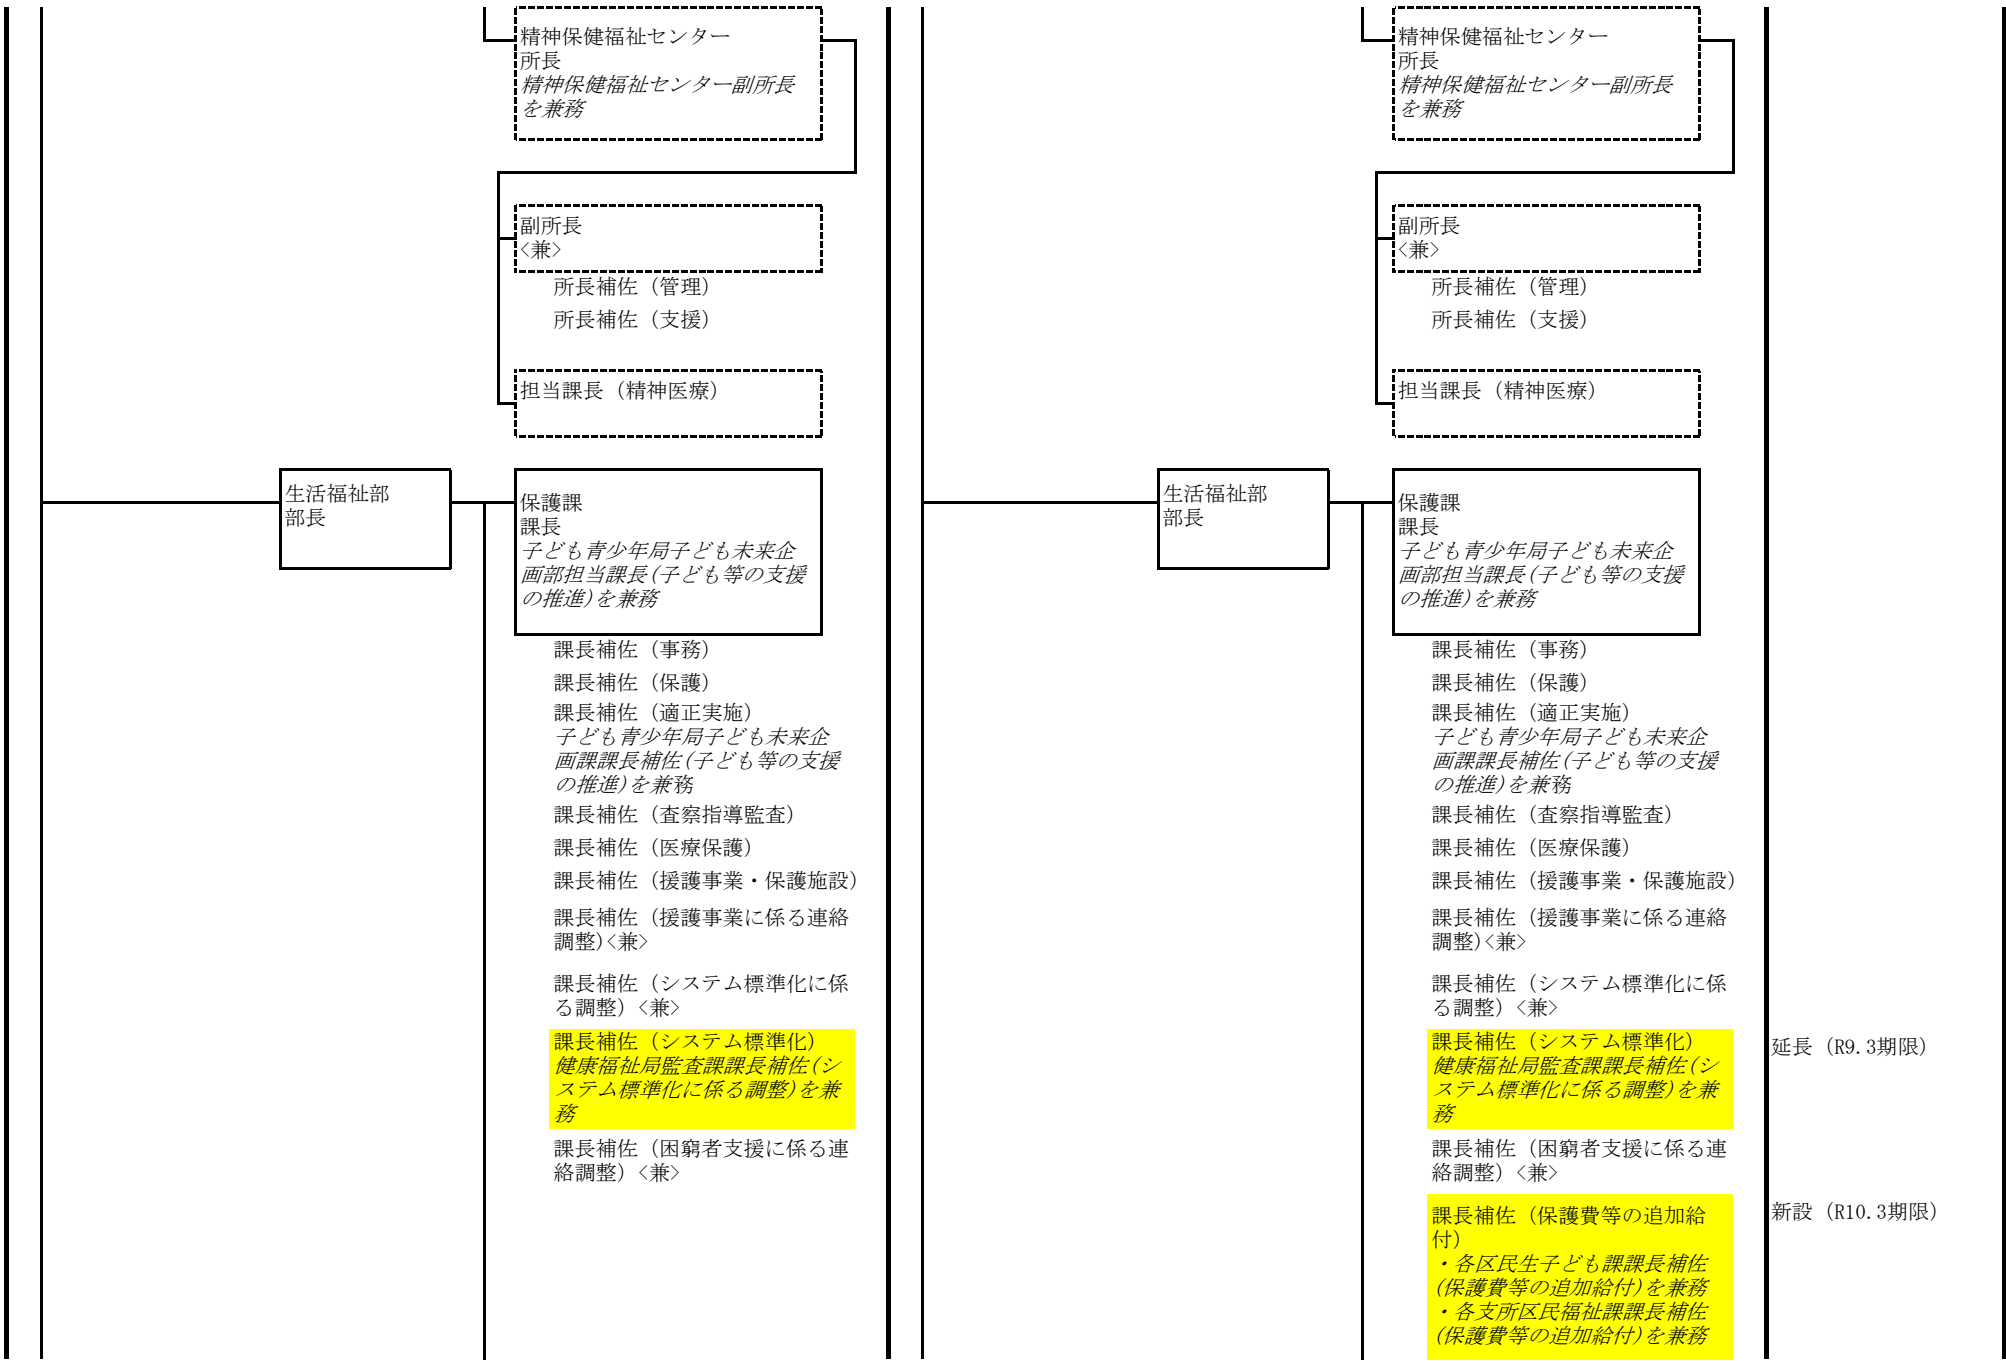 精神保健福祉センター
所長
精神保健福祉センター副所長
を兼務
副所長
<兼>
所長補佐（管理）
所長補佐（支援）
担当課長（精神医療）
生活福祉部
部長
保護課
課長
子ども青少年局子ども未来企
画部担当課長(子ども等の支援
の推進)を兼務
課長補佐（事務）
課長補佐（保護）
課長補佐（適正実施）
子ども青少年局子ども未来企
画課課長補佐(子ども等の支援
の推進)を兼務
課長補佐（査察指導監査）
課長補佐（医療保護）
課長補佐（援護事業・保護施設）
課長補佐（援護事業に係る連絡
調整)<兼>
課長補佐（システム標準化に係
る調整）<兼>
課長補佐（システム標準化）
健康福祉局監査課課長補佐(シ
ステム標準化に係る調整)を兼
務
課長補佐（困窮者支援に係る連
絡調整）<兼>
精神保健福祉センター
所長
精神保健福祉センター副所長
を兼務
副所長
<兼>
所長補佐（管理）
所長補佐（支援）
担当課長（精神医療）
生活福祉部
部長
保護課
課長
子ども青少年局子ども未来企
画部担当課長(子ども等の支援
の推進)を兼務
課長補佐（事務）
課長補佐（保護）
課長補佐（適正実施）
子ども青少年局子ども未来企
画課課長補佐(子ども等の支援
の推進)を兼務
課長補佐（査察指導監査）
課長補佐（医療保護）
課長補佐（援護事業・保護施設）
課長補佐（援護事業に係る連絡
調整)<兼>
課長補佐（システム標準化に係
る調整）<兼>
課長補佐（システム標準化）
健康福祉局監査課課長補佐(シ
ステム標準化に係る調整)を兼
務
延長（R9.3期限）
課長補佐（困窮者支援に係る連
絡調整）<兼>
課長補佐（保護費等の追加給
付）
・各区民生子ども課課長補佐
(保護費等の追加給付)を兼務
・各支所区民福祉課課長補佐
(保護費等の追加給付)を兼務
新設（R10.3期限）